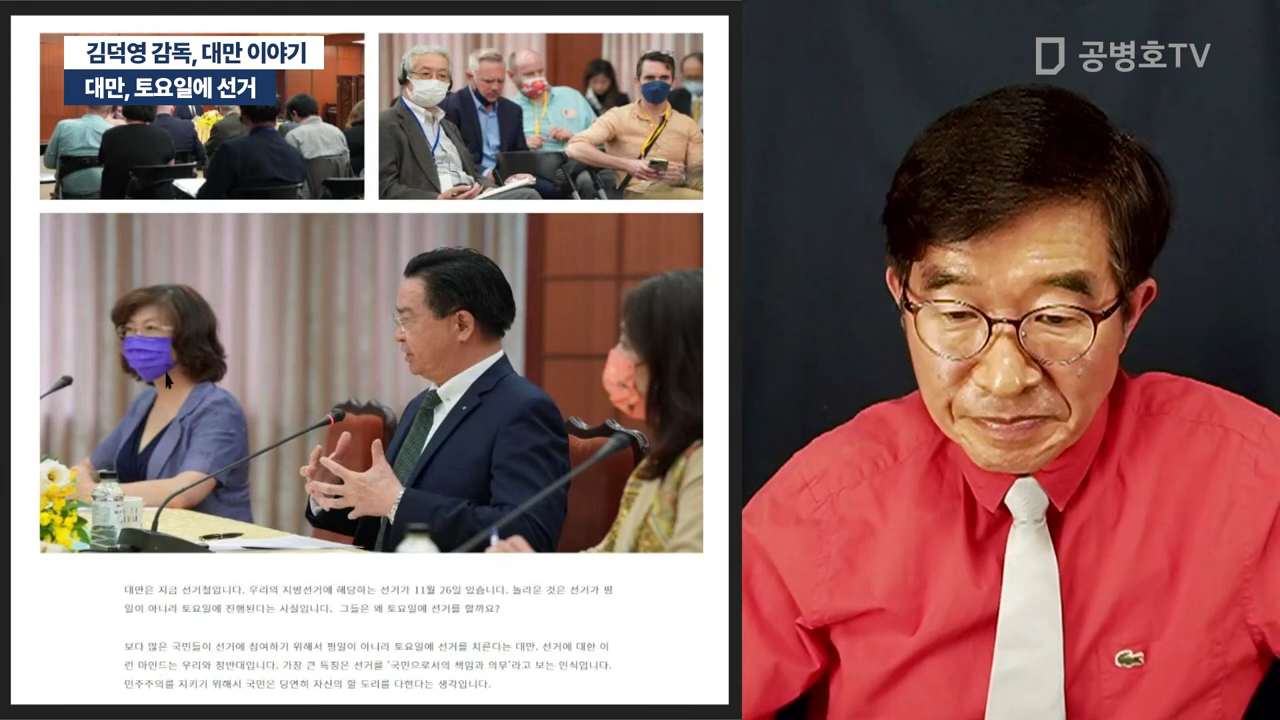 김덕영 감독, 대만 이야기
대만, 토요일에 선거
공병호TV
대만은 지금 선거철입니다. 우리의 지방선거에 해당하는 선거가 11월 26일 있습니다. 놀라운 것은 선거가 평
일이 아니라 토요일에 진행된다는 사실입니다. 그들은 왜 토요일에 선거를 할까요?
보다 많은 국민들이 선거에 참여하기 위해서 평일이 아니라 토요일에 선거를 치룬다는 대만. 선거에 대한 이
런 마인드는 우리와 정반대입니다. 가장 큰 특징은 선거를 '국민으로서의 책임과 의무'라고 보는 인식입니다.
민주주의를 지키기 위해서 국민은 당연히 자신의 할 도리를 다한다는 생각입니다.